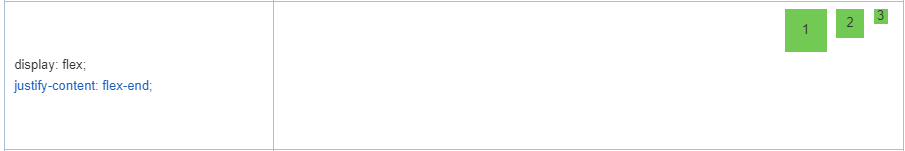 1 2 3
display: flex;
justify-content: flex-end;